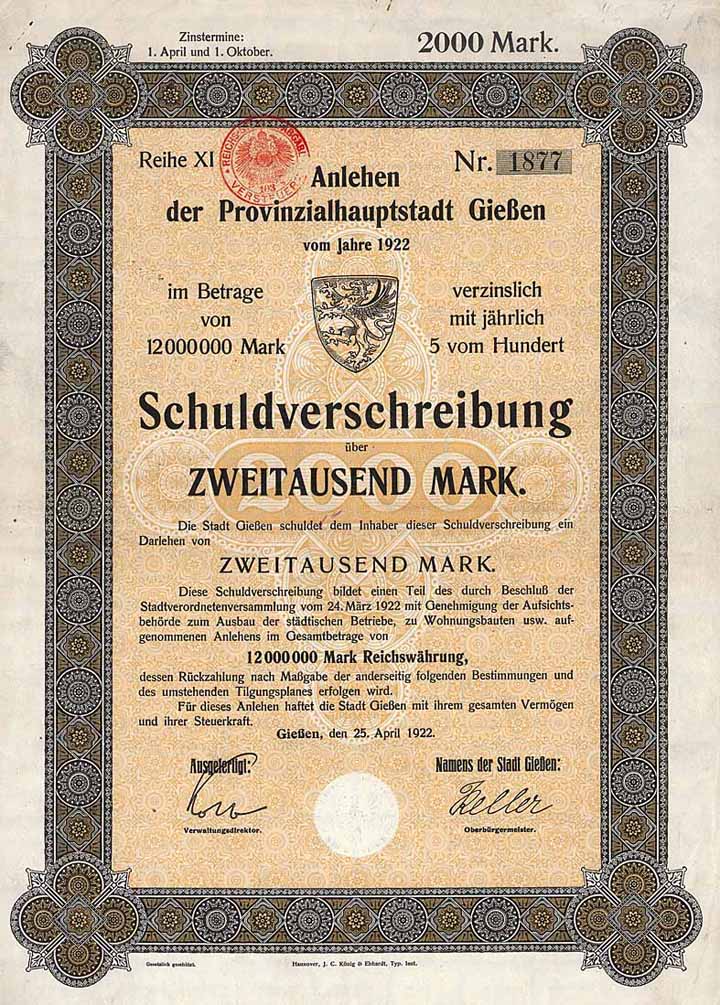 Zinstermine:
1. April und 1. Oktober.
2000 Mark.
Reihe XI
Nr. 1877
Anlehen
der Provinzialhauptstadt Gießen
vom Jahre 1922
im Betrage
von
12000000 Mark
verzinslich
mit jährlich
5 vom Hundert
Schuldverschreibung
über
2000
ZWEITAUSEND MARK.
Die Stadt Gießen schuldet dem Inhaber dieser Schuldverschreibung ein
Darlehen von
ZWEITAUSEND MARK.
Diese Schuldverschreibung bildet einen Teil des durch Beschluß der
Stadtverordnetenversammlung vom 24. März 1922 mit Genehmigung der Aufsichts-
behörde zum Ausbau der städtischen Betriebe, zu Wohnungsbauten usw. auf-
genommenen Anlehens im Gesamtbetrage von
12000000 Mark Reichswährung,
dessen Rückzahlung nach Maßgabe der anderseitig folgenden Bestimmungen und
des umstehenden Tilgungsplanes erfolgen wird.
Für dieses Anlehen haftet die Stadt Gießen mit ihrem gesamten Vermögen
und ihrer Steuerkraft.
Gießen, den 25. April 1922.
Ausgefertigt:
Verwaltungsdirektor.
Namens der Stadt Gießen:
Keller
Oberbürgermeister.
Gesetzlich geschützt.
Hannover, J. C. König & Ebhardt, Typ. Inst.